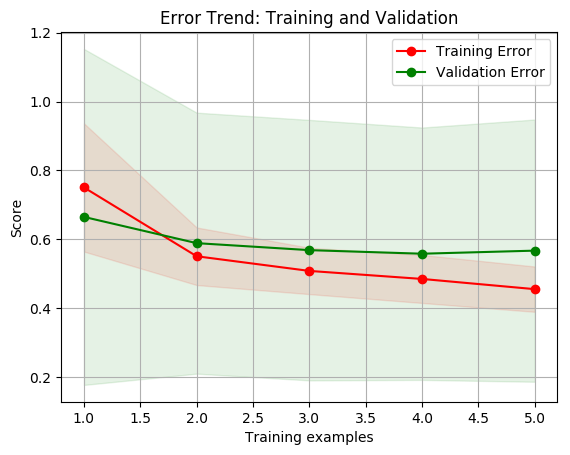 Error Trend: Training and Validation
1.2
1.0
0.8
0.6
0.4
0.2
Score
Training Error
Validation Error
1.0 1.5 2.0 2.5 3.0 3.5 4.0 4.5 5.0
Training examples